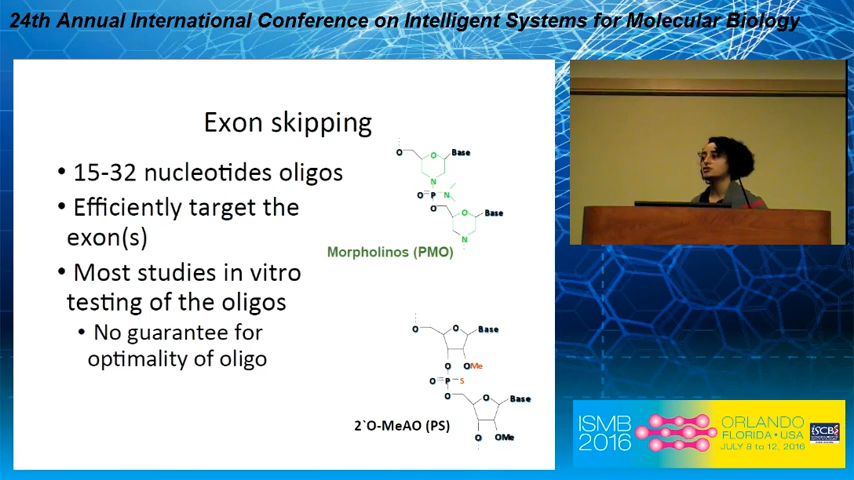 24th Annual International Conference on Intelligent Systems for Molecular Biology
Exon skipping
• 15-32 nucleotides oligos
• Efficiently target the
exon(s)
• Most studies in vitro
testing of the oligos
• No guarantee for
optimality of oligo
O
O
Base
N
O
P
N
O
O
Base
N
Morpholinos (PMO)
O
O
Base
O
OMe
O
P
S
O
O
Base
O
OMe
2`O-MeAO (PS)
ISMB
2016
ORLANDO
FLORIDA • USA
JULY 8 to 12, 2016
ISCB